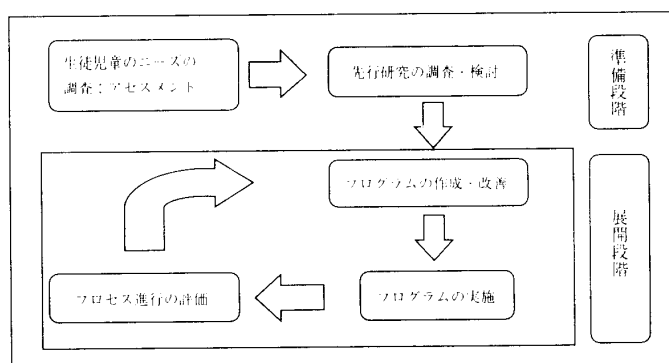 生徒児童のニーズの
調査：アセスメント
先行研究の調査・検討
準備段階
プログラムの作成・改善
展開段階
プロセス進行の評価
プログラムの実施